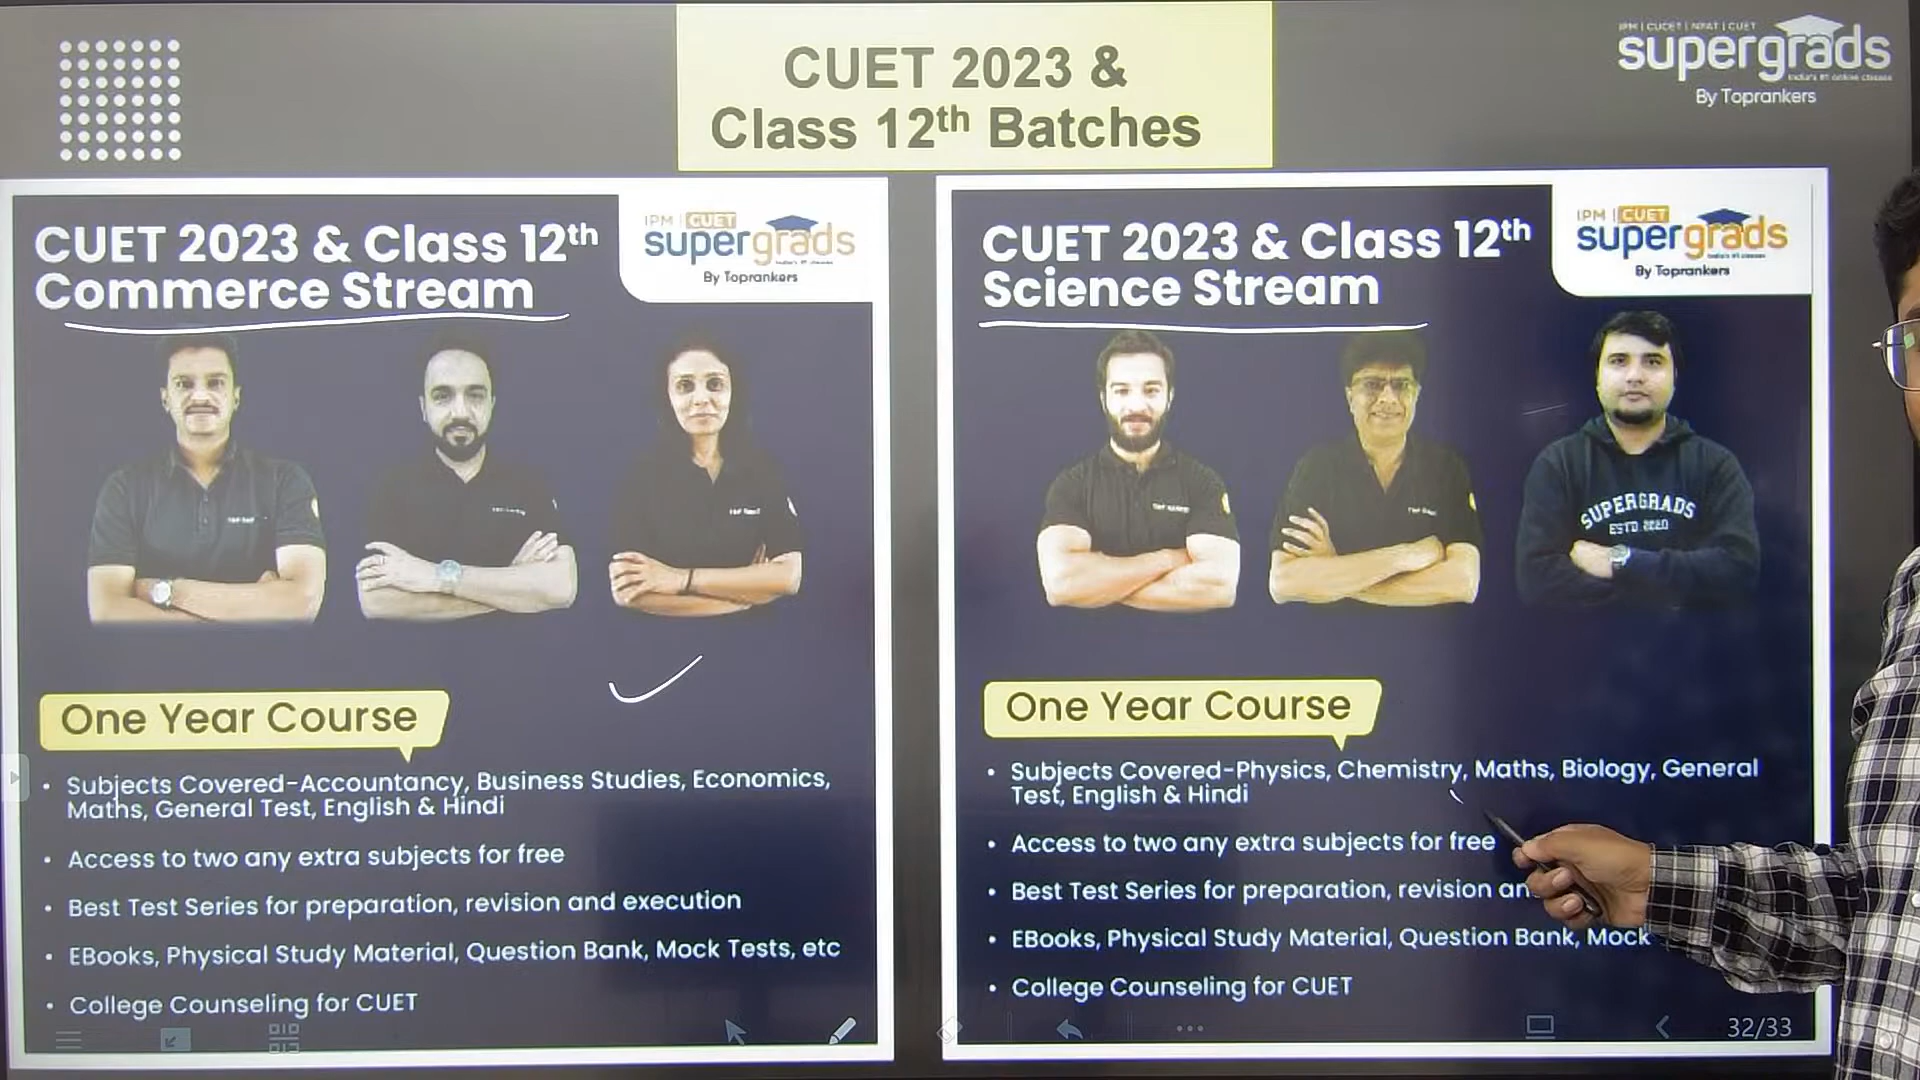 CUET 2023 &
Class 12th Batches
IPM | CUCET | NPAT | CUET
supergrads
India's #1 online classes
By Toprankers
CUET 2023 & Class 12th
Commerce Stream
IPM | CUET
supergrads
By Toprankers
One Year Course
• Subjects Covered-Accountancy, Business Studies, Economics,
Maths, General Test, English & Hindi
• Access to two any extra subjects for free
• Best Test Series for preparation, revision and execution
• EBooks, Physical Study Material, Question Bank, Mock Tests, etc
• College Counseling for CUET
CUET 2023 & Class 12th
Science Stream
IPM | CUET
supergrads
By Toprankers
SUPERGRADS
ESTD. 2020
One Year Course
• Subjects Covered-Physics, Chemistry, Maths, Biology, General
Test, English & Hindi
• Access to two any extra subjects for free
• Best Test Series for preparation, revision an
• EBooks, Physical Study Material, Question Bank, Mock
• College Counseling for CUET
32/33